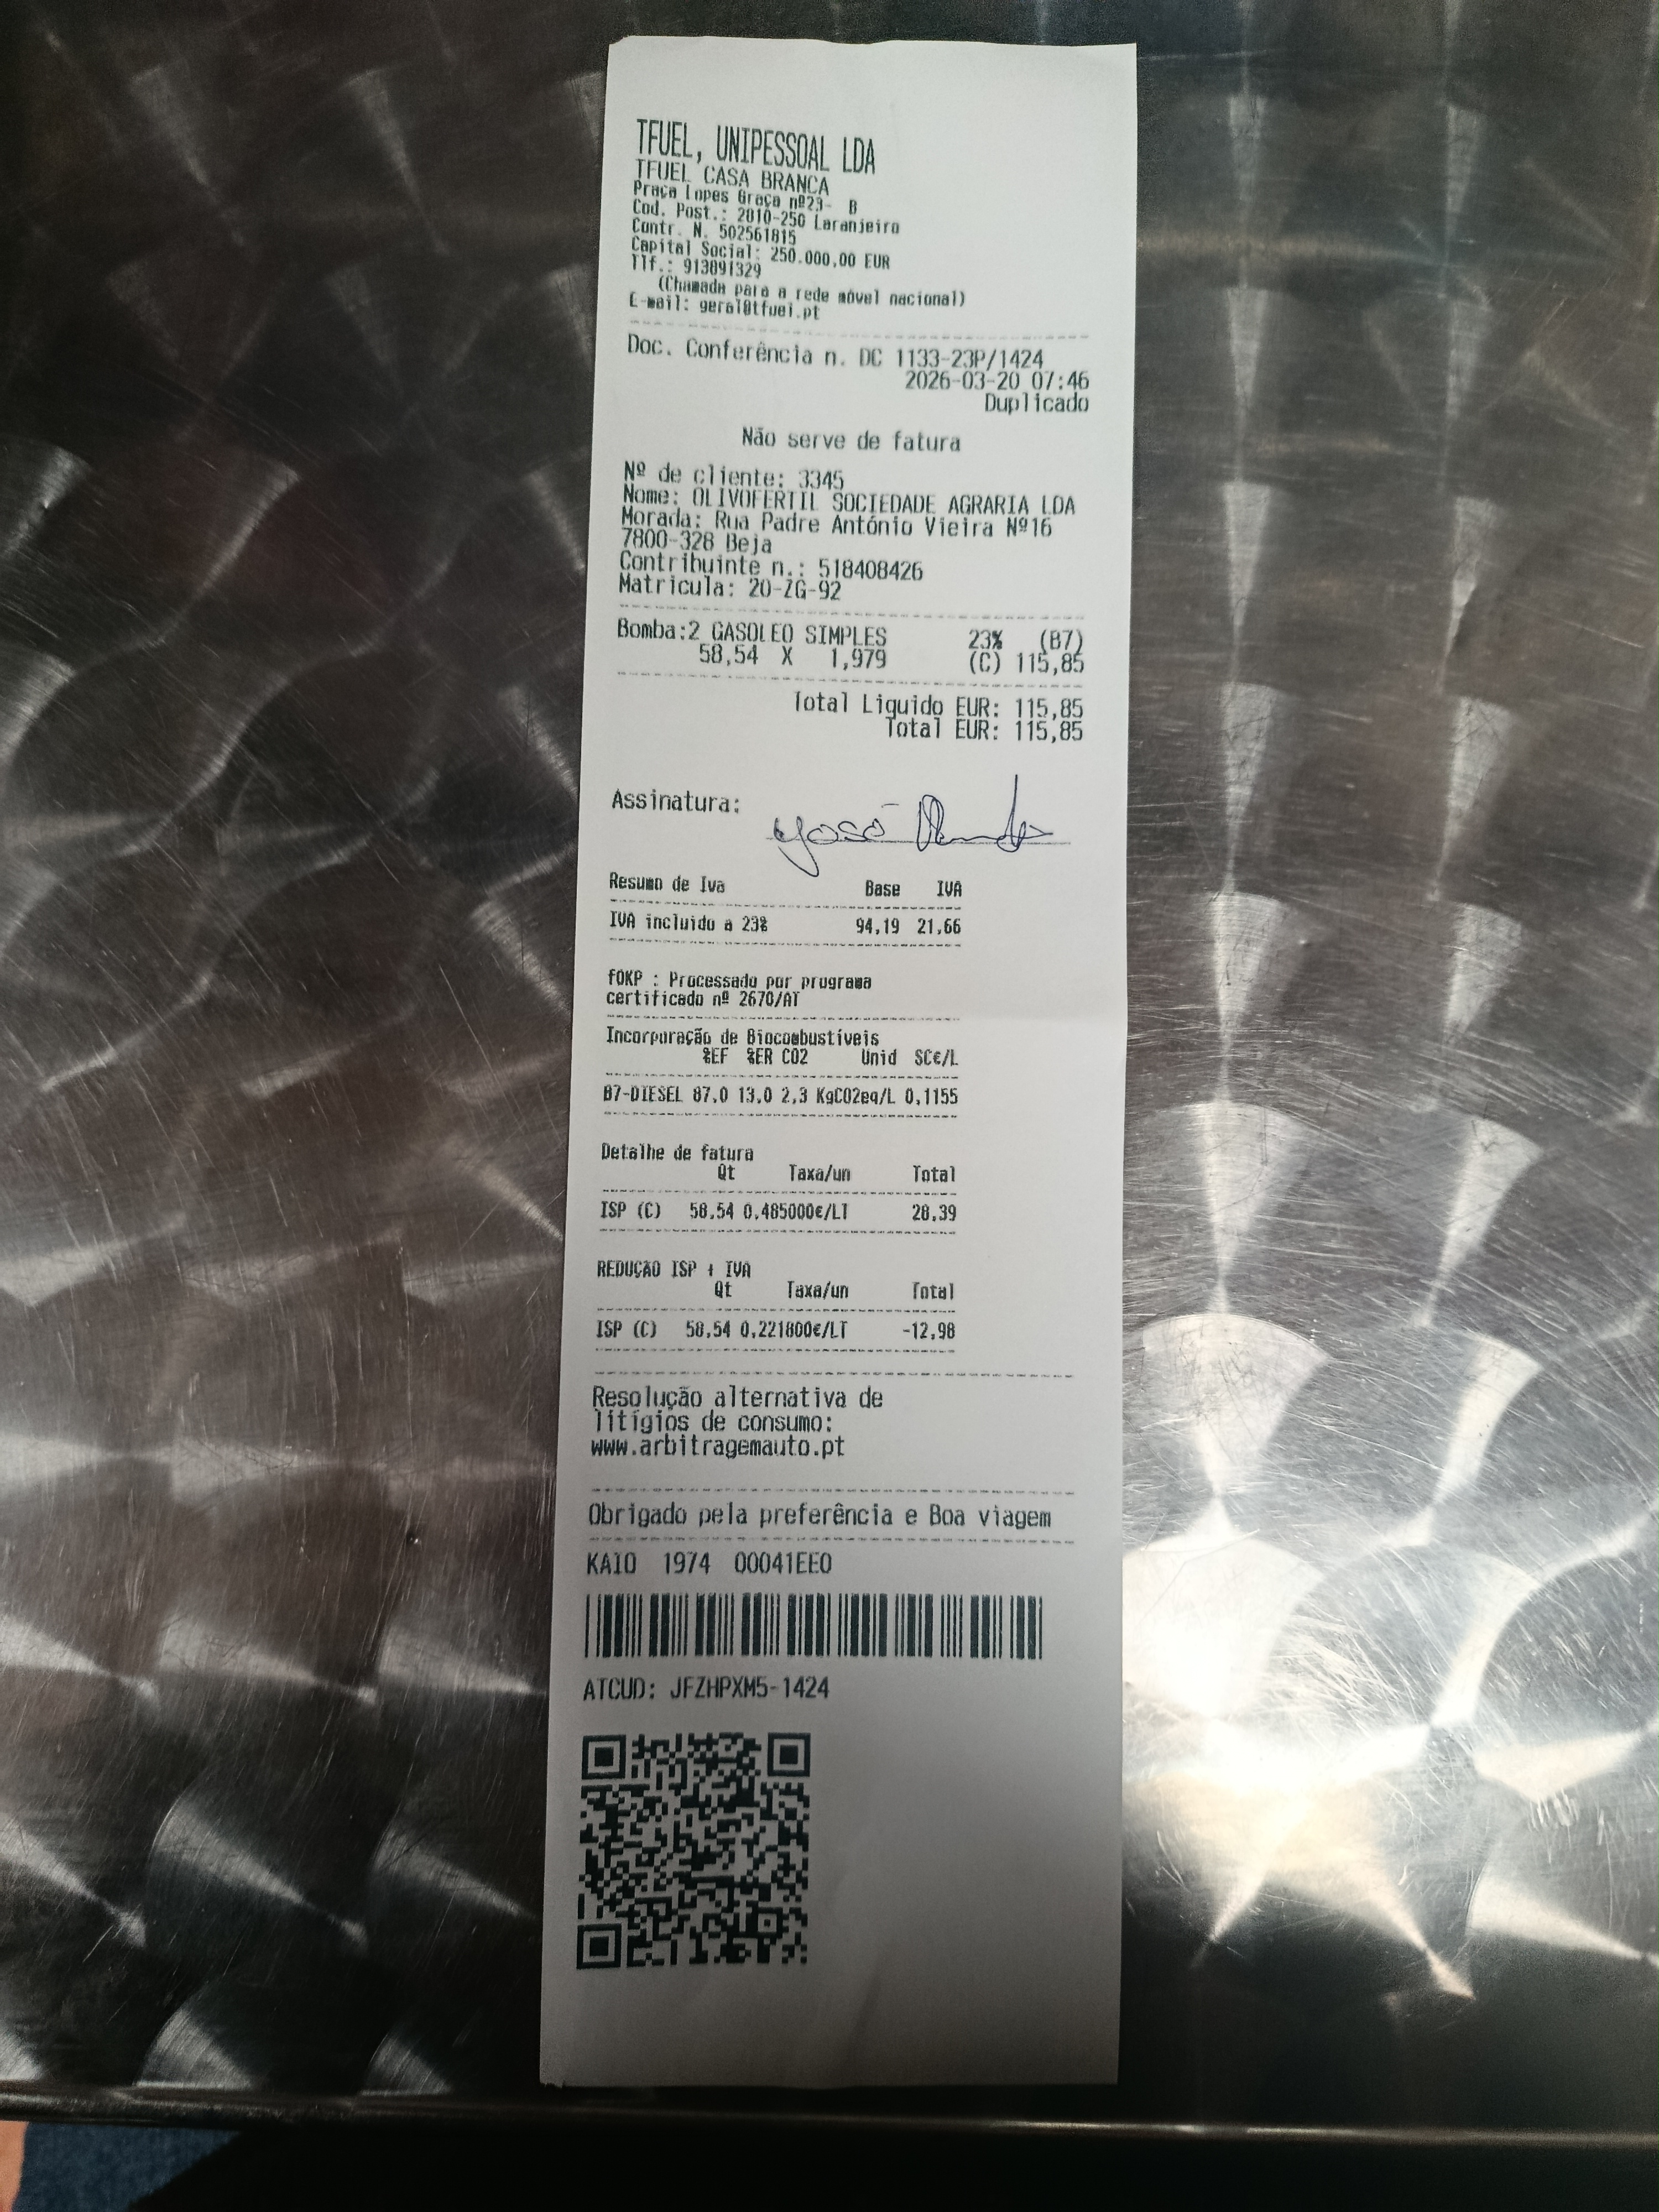 TFUEL, UNIPESSOAL LDA
TFUEL CASA BRANCA
Praça Lopes Graça nº23- B
Cod. Post.: 2810-250 Laranjeiro
Contr. N. 502561815
Capital Social: 250.000,00 EUR
Tlf.: 913891329
(Chamada para a rede móvel nacional)
E-mail: geral@tfuel.pt
Doc. Conferência n. DC 1133-23P/1424
2026-03-20 07:46
Duplicado
Não serve de fatura
Nº de cliente: 3345
Nome: OLIVOFERTIL SOCIEDADE AGRARIA LDA
Morada: Rua Padre António Vieira Nº16
7800-328 Beja
Contribuinte n.: 518408426
Matricula: 20-ZG-92
Bomba:2 GASOLEO SIMPLES 23% (B7)
58,54 X 1,979 (C) 115,85
Total Liquido EUR: 115,85
Total EUR: 115,85
Assinatura: José
Resumo de Iva Base IVA
IVA incluido a 23% 94,19 21,66
fOKP : Processado por programa
certificado nº 2670/AT
Incorporação de Biocombustíveis
%EF %ER CO2 Unid SC€/L
B7-DIESEL 87,0 13,0 2,3 KgCO2eq/L 0,1155
Detalhe de fatura
Qt Taxa/un Total
ISP (C) 58,54 0,485000€/LT 28,39
REDUÇÃO ISP + IVA
Qt Taxa/un Total
ISP (C) 58,54 0,221800€/LT -12,98
Resolução alternativa de
litígios de consumo:
www.arbitragemauto.pt
Obrigado pela preferência e Boa viagem
KAIO 1974 00041EE0
ATCUD: JFZHPXM5-1424